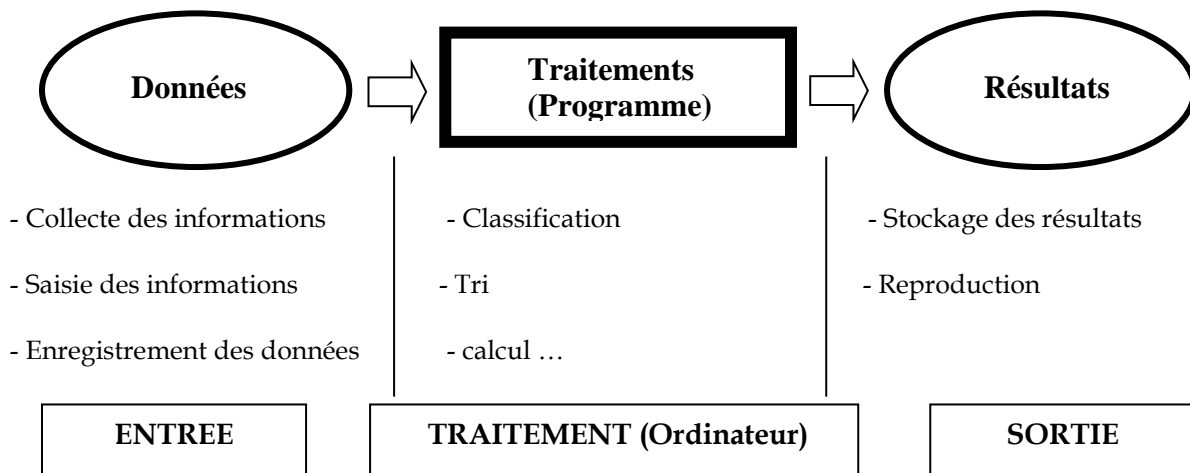 Données
Traitements
(Programme)
Résultats
- Collecte des informations
- Classification
- Stockage des résultats
- Saisie des informations
- Tri
- Reproduction
- Enregistrement des données
- calcul …
ENTREE
TRAITEMENT (Ordinateur)
SORTIE